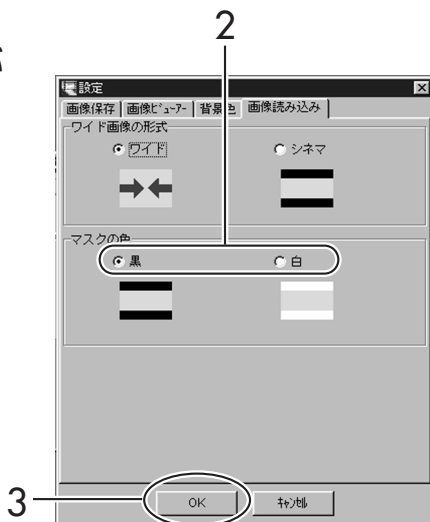 2
設定
画像保存 画像ﾋﾞｭｰｱｰ 背景色 画像読み込み
ワイド画像の形式
ワイド シネマ
マスクの色
黒 白
3 OK ｷｬﾝｾﾙ